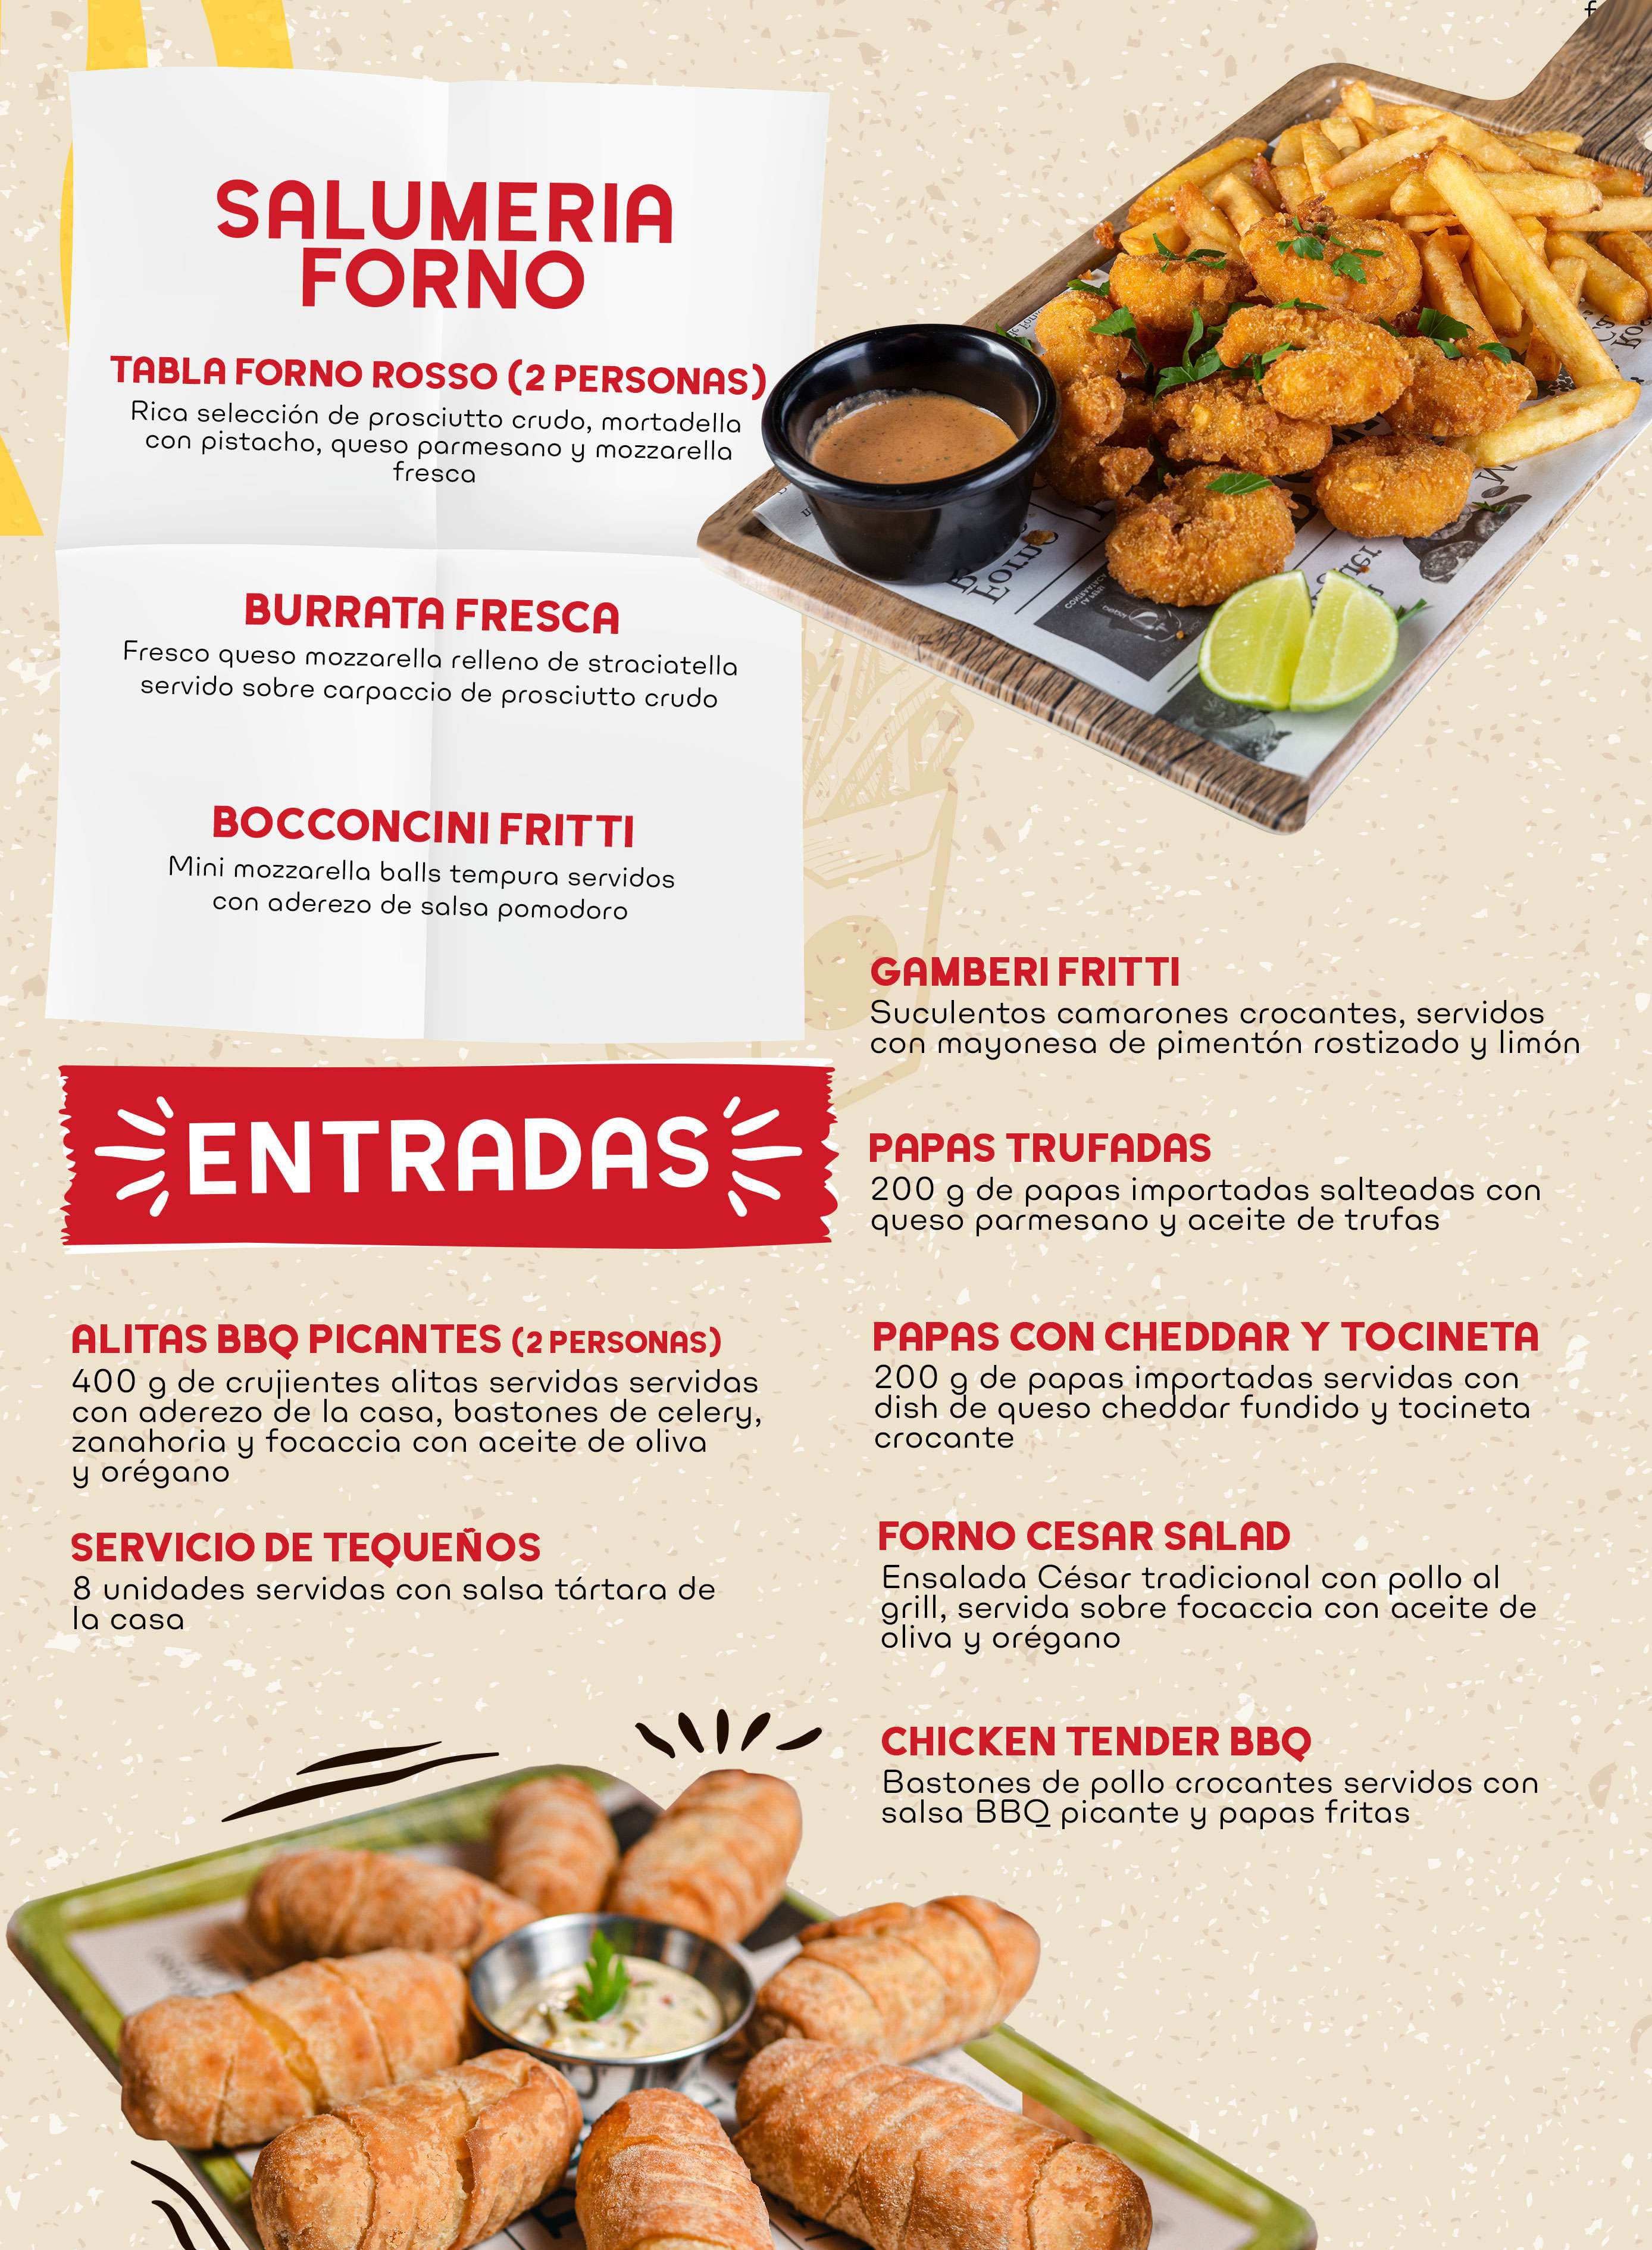 SALUMERIA
FORNO
TABLA FORNO ROSSO (2 PERSONAS)
Rica selección de prosciutto crudo, mortadella
con pistacho, queso parmesano y mozzarella
fresca
BURRATA FRESCA
Fresco queso mozzarella relleno de straciatella
servido sobre carpaccio de prosciutto crudo
BOCCONCINI FRITTI
Mini mozzarella balls tempura servidos
con aderezo de salsa pomodoro
ENTRADAS
ALITAS BBQ PICANTES (2 PERSONAS)
400 g de crujientes alitas servidas servidas
con aderezo de la casa, bastones de celery,
zanahoria y focaccia con aceite de oliva
y orégano
SERVICIO DE TEQUEÑOS
8 unidades servidas con salsa tártara de
la casa
GAMBERI FRITTI
Suculentos camarones crocantes, servidos
con mayonesa de pimentón rostizado y limón
PAPAS TRUFADAS
200 g de papas importadas salteadas con
queso parmesano y aceite de trufas
PAPAS CON CHEDDAR Y TOCINETA
200 g de papas importadas servidas con
dish de queso cheddar fundido y tocineta
crocante
FORNO CESAR SALAD
Ensalada César tradicional con pollo al
grill, servida sobre focaccia con aceite de
oliva y orégano
CHICKEN TENDER BBQ
Bastones de pollo crocantes servidos con
salsa BBQ picante y papas fritas